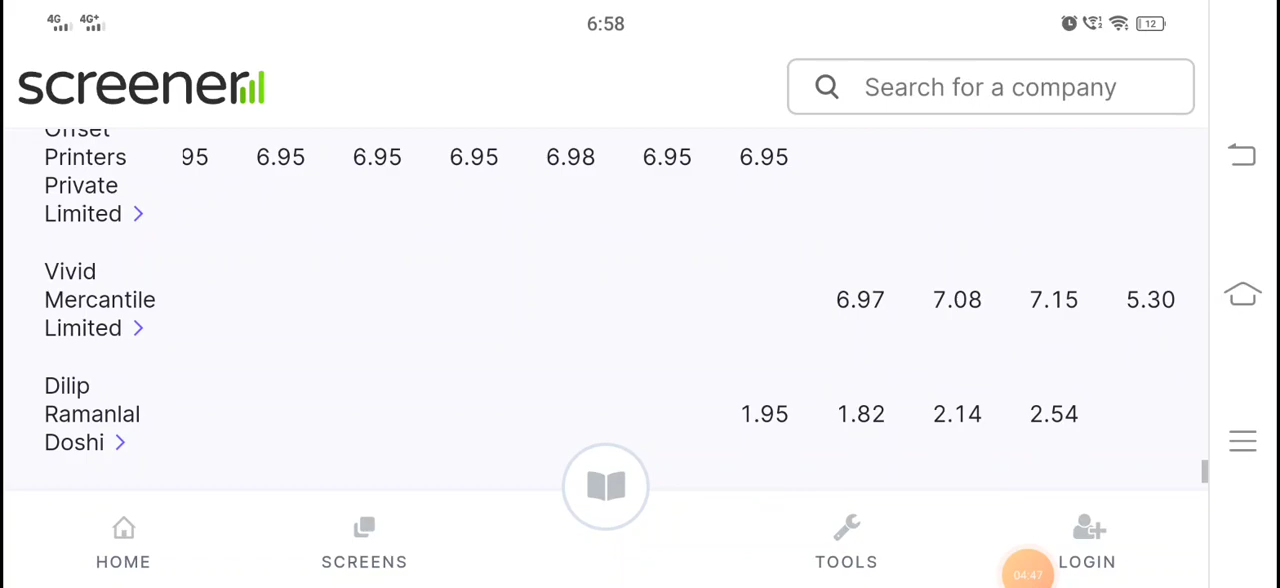 4G 4G+ 6:58 12
screener Search for a company
Offset
Printers 95 6.95 6.95 6.95 6.98 6.95 6.95
Private
Limited
Vivid
Mercantile 6.97 7.08 7.15 5.30
Limited
Dilip
Ramanlal 1.95 1.82 2.14 2.54
Doshi
HOME SCREENS TOOLS LOGIN
04:47